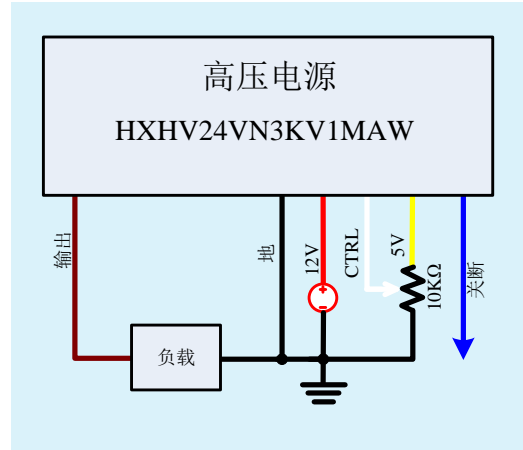 高压电源
HXHV24VN3KV1MAW
输出
地
12V
CTRL
5V
10KΩ
关断
负载